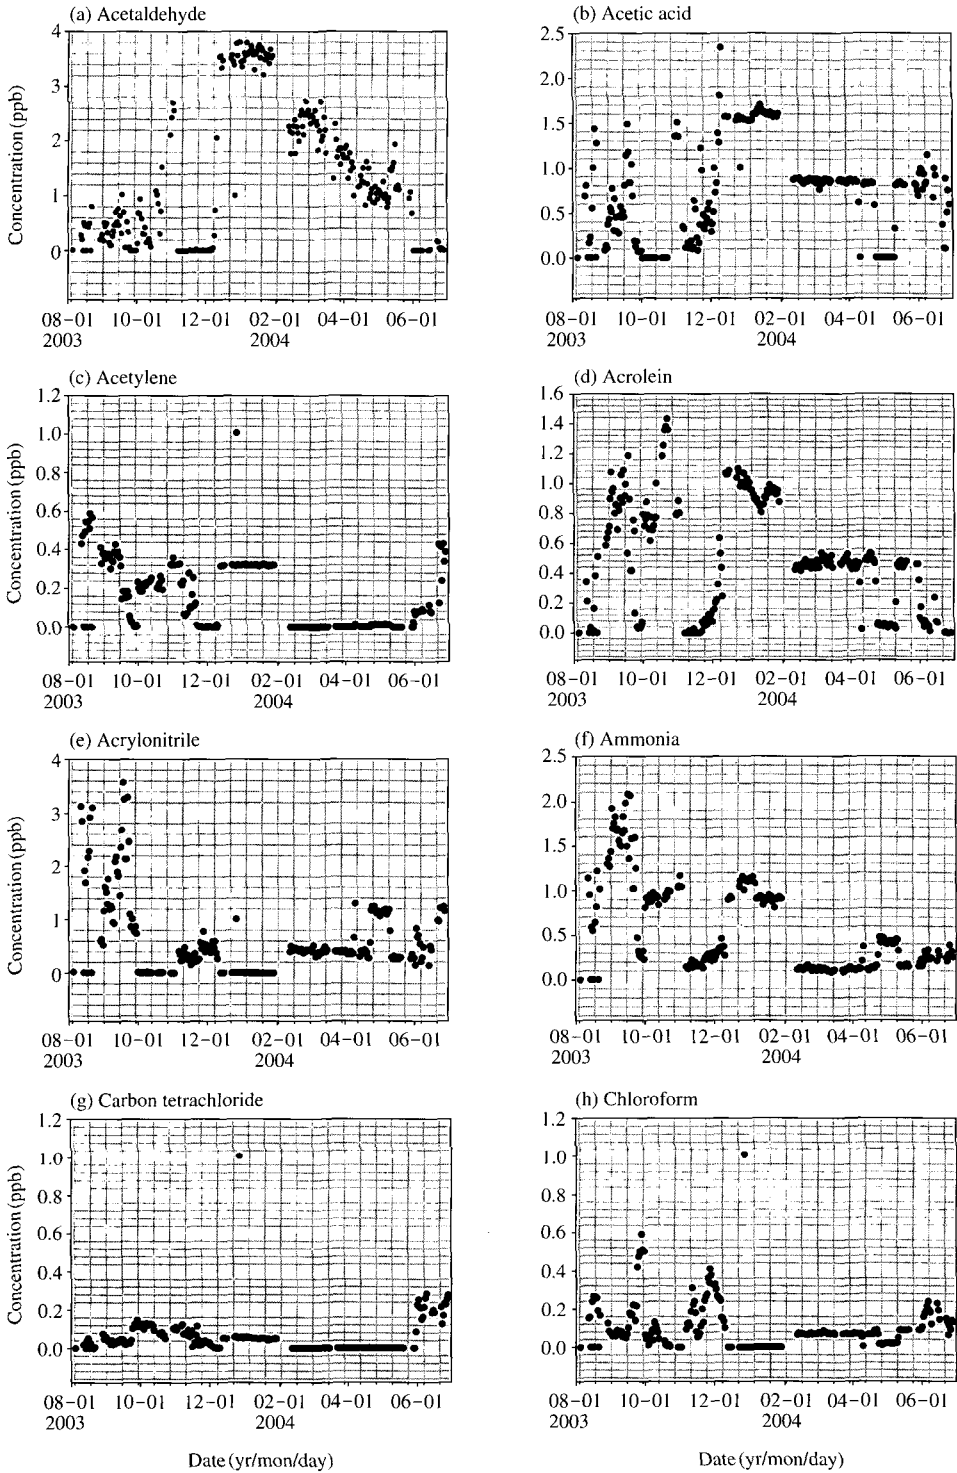 (a) Acetaldehyde
Concentration (ppb)
4
3
2
1
0
08-01 10-01 12-01 02-01 04-01 06-01
2003 2004
(b) Acetic acid
2.5
2.0
1.5
1.0
0.5
0.0
08-01 10-01 12-01 02-01 04-01 06-01
2003 2004
(c) Acetylene
Concentration (ppb)
1.2
1.0
0.8
0.6
0.4
0.2
0.0
08-01 10-01 12-01 02-01 04-01 06-01
2003 2004
(d) Acrolein
1.6
1.4
1.2
1.0
0.8
0.6
0.4
0.2
0.0
08-01 10-01 12-01 02-01 04-01 06-01
2003 2004
(e) Acrylonitrile
Concentration (ppb)
4
3
2
1
0
08-01 10-01 12-01 02-01 04-01 06-01
2003 2004
(f) Ammonia
2.5
2.0
1.5
1.0
0.5
0.0
08-01 10-01 12-01 02-01 04-01 06-01
2003 2004
(g) Carbon tetrachloride
Concentration (ppb)
1.2
1.0
0.8
0.6
0.4
0.2
0.0
08-01 10-01 12-01 02-01 04-01 06-01
2003 2004
Date (yr/mon/day)
(h) Chloroform
1.2
1.0
0.8
0.6
0.4
0.2
0.0
08-01 10-01 12-01 02-01 04-01 06-01
2003 2004
Date (yr/mon/day)